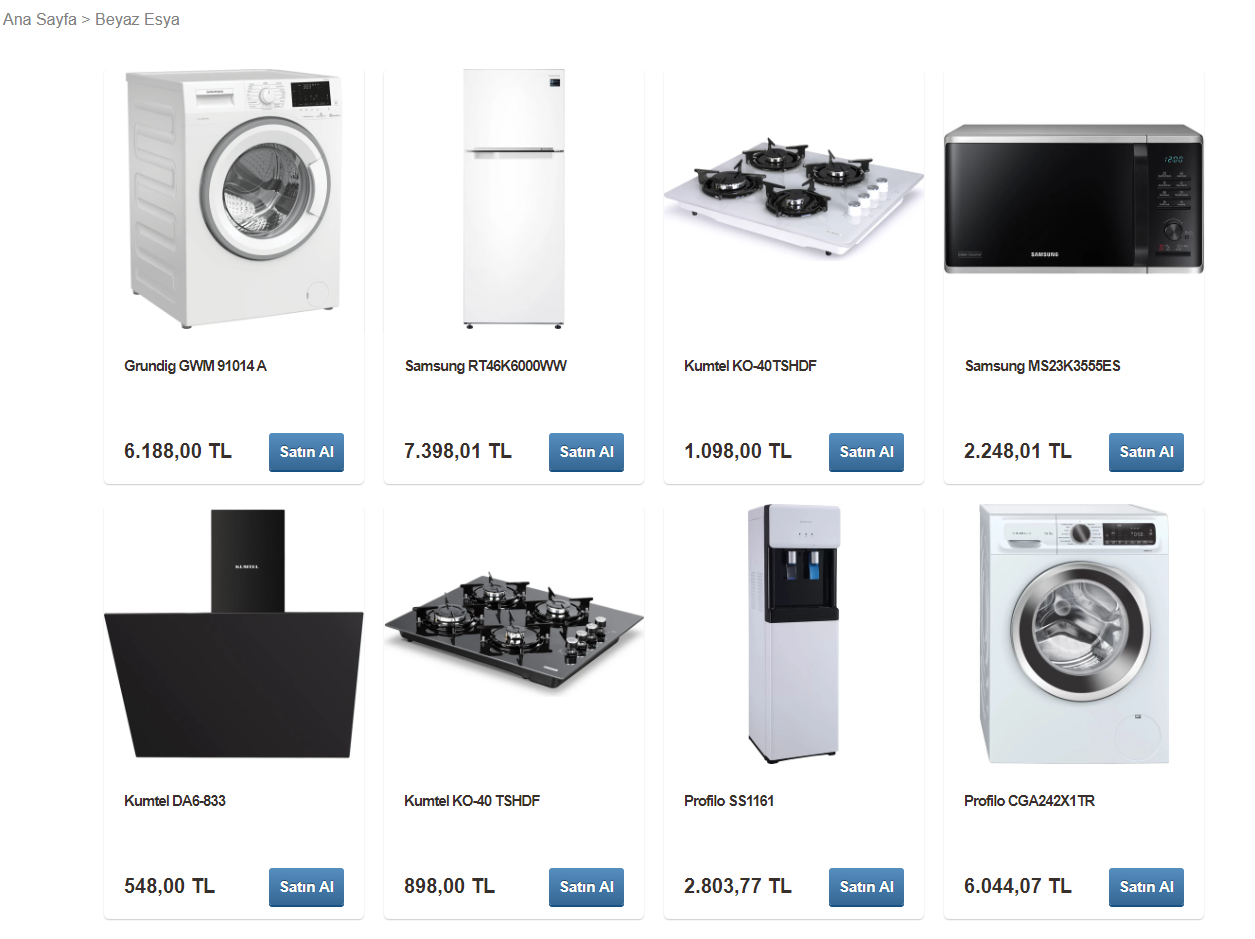 Ana Sayfa > Beyaz Esya
12:00
SAMSUNG
Grundig GWM 91014 A
Samsung RT46K6000WW
Kumtel KO-40TSHDF
Samsung MS23K3555ES
6.188,00 TL
Satın Al
7.398,01 TL
Satın Al
1.098,00 TL
Satın Al
2.248,01 TL
Satın Al
KUMTEL
Kumtel DA6-833
Kumtel KO-40 TSHDF
Profilo SS1161
Profilo CGA242X1TR
548,00 TL
Satın Al
898,00 TL
Satın Al
2.803,77 TL
Satın Al
6.044,07 TL
Satın Al